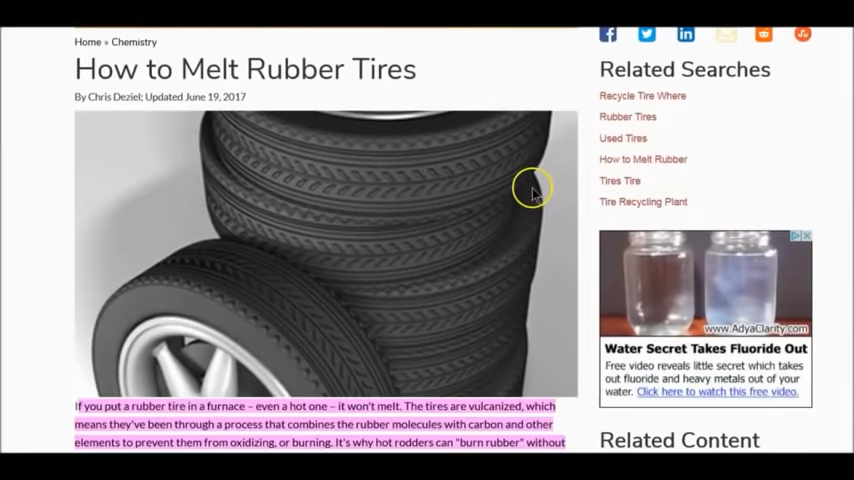 Home » Chemistry
How to Melt Rubber Tires
By Chris Deziel; Updated June 19, 2017
If you put a rubber tire in a furnace – even a hot one – it won't melt. The tires are vulcanized, which
means they've been through a process that combines the rubber molecules with carbon and other
elements to prevent them from oxidizing, or burning. It's why hot rodders can "burn rubber" without
Related Searches
Recycle Tire Where
Rubber Tires
Used Tires
How to Melt Rubber
Tires Tire
Tire Recycling Plant
www.AdyaClarity.com
Water Secret Takes Fluoride Out
Free video reveals little secret which takes
out fluoride and heavy metals out of your
water. Click here to watch this free video.
Related Content